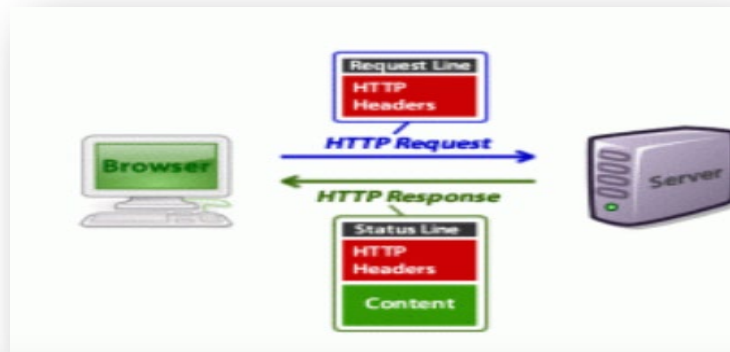 Request Line
HTTP
Headers
HTTP Request
Browser
Server
HTTP Response
Status Line
HTTP
Headers
Content